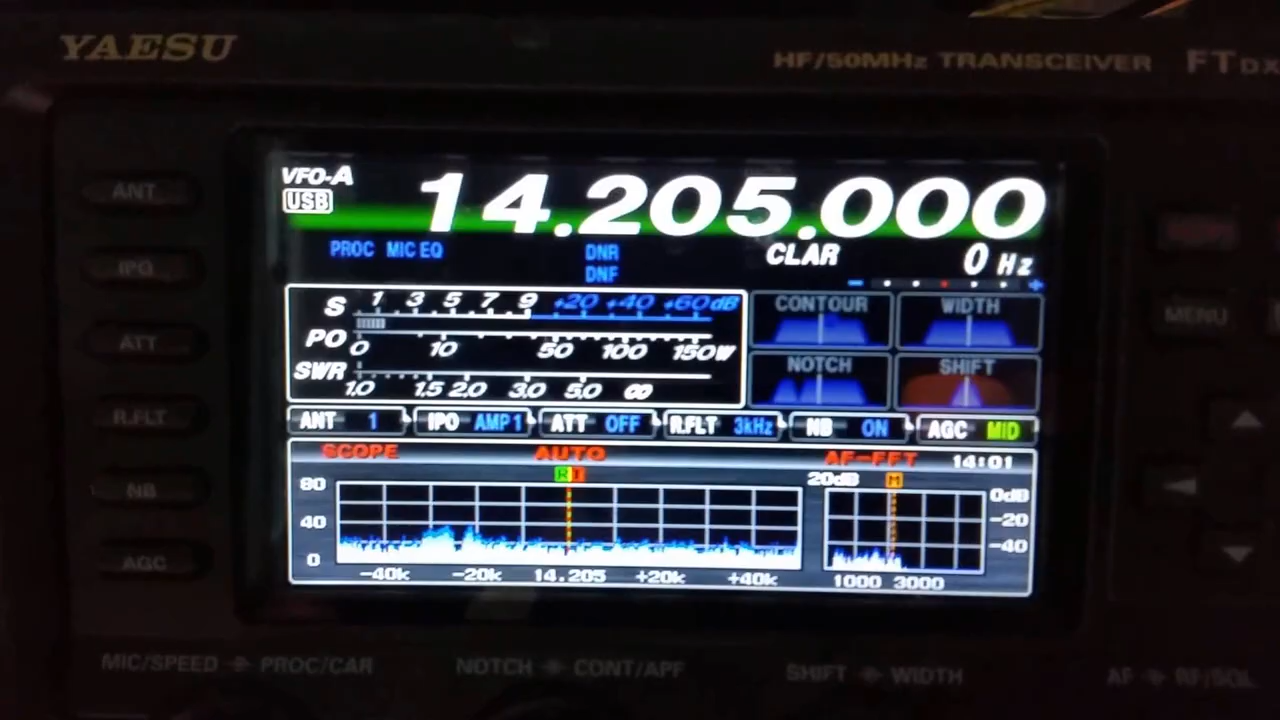 YAESU
HF/50MHz TRANSCEIVER FTDX
VFO-A
USB
14.205.000
PROC MIC EQ DNR CLAR 0 Hz
DNF
- +
S 1 3 5 7 9 +20 +40 +60dB
PO 0 10 50 100 150W
SWR 1.0 1.5 2.0 3.0 5.0 ∞
CONTOUR WIDTH
NOTCH SHIFT
ANT 1 IPO AMP1 ATT OFF R.FLT 3kHz NB ON AGC MID
SCOPE AUTO AF-FFT 14:01
R T 20dB M
80 40 0
0dB -20 -40
-40k -20k 14.205 +20k +40k 1000 3000
ANT
IPO
ATT
R.FLT
NB
AGC
MENU
MIC/SPEED PROC/CAR NOTCH CONT/APF SHIFT WIDTH AF RF/SQL